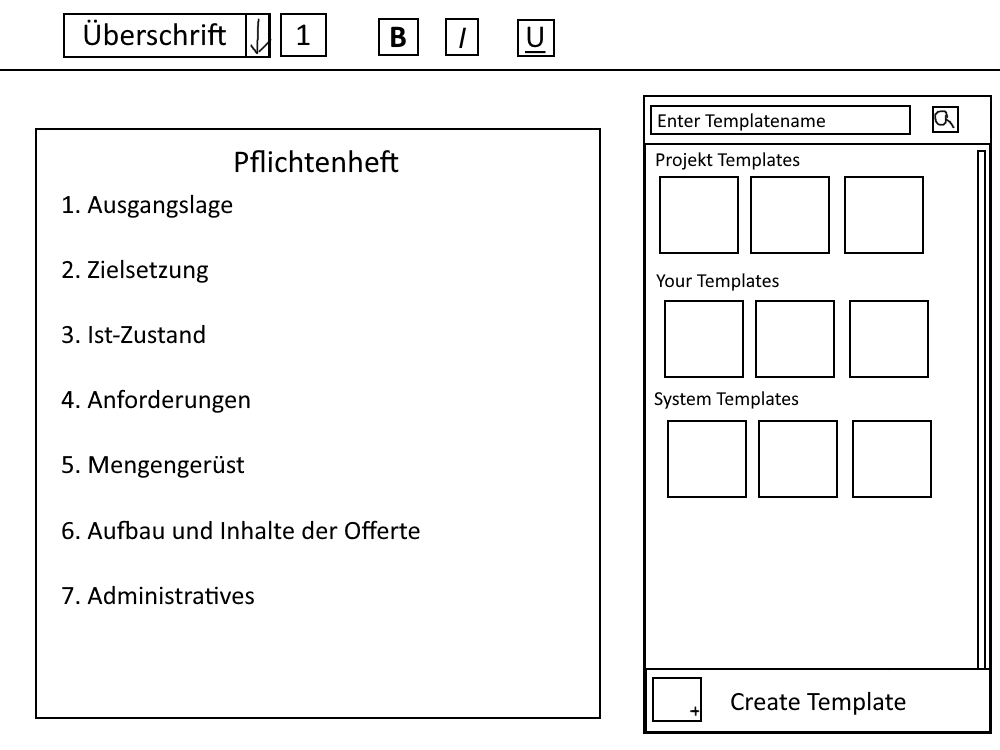 Überschrift 1 B I U
Pflichtenheft
1. Ausgangslage
2. Zielsetzung
3. Ist-Zustand
4. Anforderungen
5. Mengengerüst
6. Aufbau und Inhalte der Offerte
7. Administratives
Enter Templatename
Projekt Templates
Your Templates
System Templates
+ Create Template